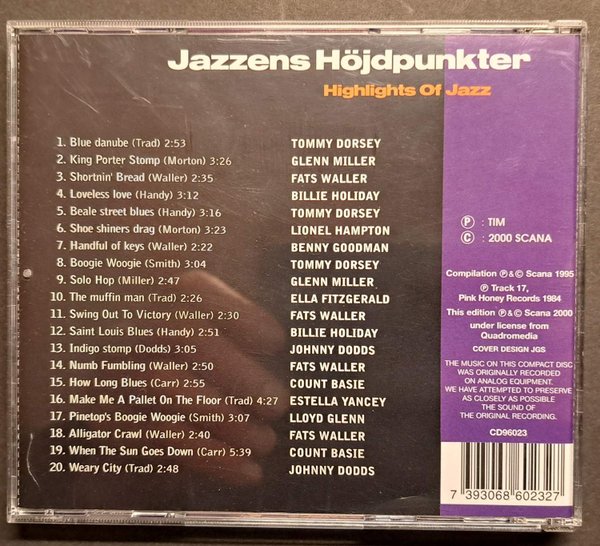 Jazzens Höjdpunkter
Highlights Of Jazz
1. Blue danube (Trad) 2:53 TOMMY DORSEY
2. King Porter Stomp (Morton) 3:26 GLENN MILLER
3. Shortnin' Bread (Waller) 2:35 FATS WALLER
4. Loveless love (Handy) 3:12 BILLIE HOLIDAY
5. Beale street blues (Handy) 3:16 TOMMY DORSEY
6. Shoe shiners drag (Morton) 3:23 LIONEL HAMPTON
7. Handful of keys (Waller) 2:22 BENNY GOODMAN
8. Boogie Woogie (Smith) 3:04 TOMMY DORSEY
9. Solo Hop (Miller) 2:47 GLENN MILLER
10. The muffin man (Trad) 2:26 ELLA FITZGERALD
11. Swing Out To Victory (Waller) 2:30 FATS WALLER
12. Saint Louis Blues (Handy) 2:51 BILLIE HOLIDAY
13. Indigo stomp (Dodds) 3:05 JOHNNY DODDS
14. Numb Fumbling (Waller) 2:50 FATS WALLER
15. How Long Blues (Carr) 2:55 COUNT BASIE
16. Make Me A Pallet On The Floor (Trad) 4:27 ESTELLA YANCEY
17. Pinetop's Boogie Woogie (Smith) 3:07 LLOYD GLENN
18. Alligator Crawl (Waller) 2:40 FATS WALLER
19. When The Sun Goes Down (Carr) 5:39 COUNT BASIE
20. Weary City (Trad) 2:48 JOHNNY DODDS
Ⓟ : TIM
Ⓒ : 2000 SCANA
Compilation Ⓟ & Ⓒ Scana 1995
Ⓟ Track 17,
Pink Honey Records 1984
This edition Ⓟ & Ⓒ Scana 2000
under license from
Quadromedia
COVER DESIGN JGS
THE MUSIC ON THIS COMPACT DISC
WAS ORIGINALLY RECORDED
ON ANALOG EQUIPMENT.
WE HAVE ATTEMPTED TO PRESERVE
AS CLOSELY AS POSSIBLE
THE SOUND OF
THE ORIGINAL RECORDING.
CD96023
7 393068 602327